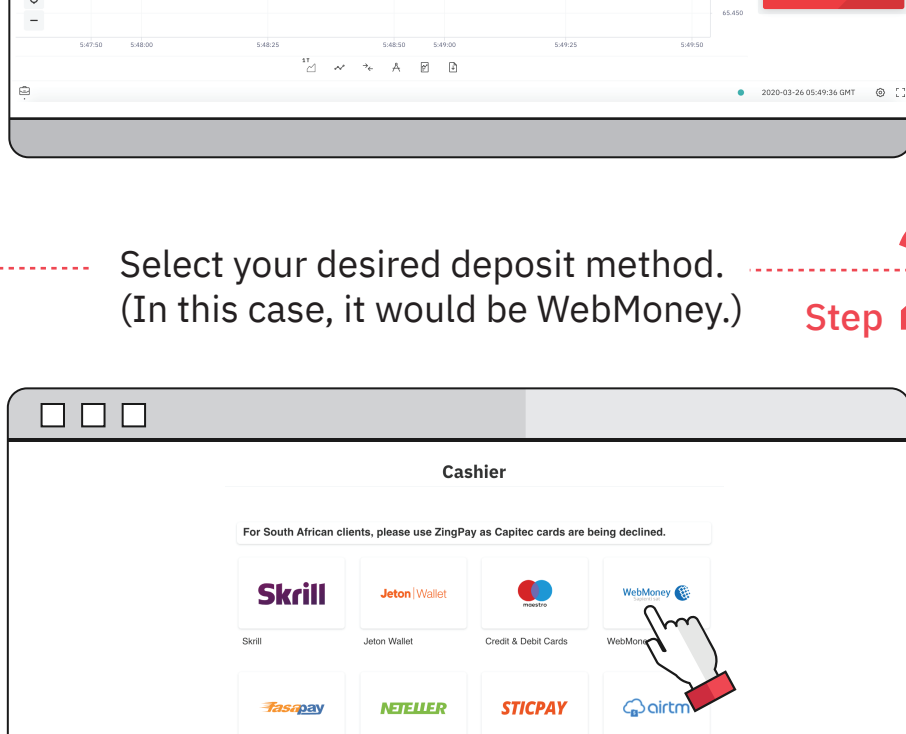 65.450
5:47:50 5:48:00 5:48:25 5:48:50 5:49:00 5:49:25 5:49:50
1T
2020-03-26 05:49:36 GMT
Select your desired deposit method.
(In this case, it would be WebMoney.)
Step
Cashier
For South African clients, please use ZingPay as Capitec cards are being declined.
Skrill Jeton Wallet maestro WebMoney
Skrill Jeton Wallet Credit & Debit Cards WebMone
Fasapay NETELLER STICPAY airtm